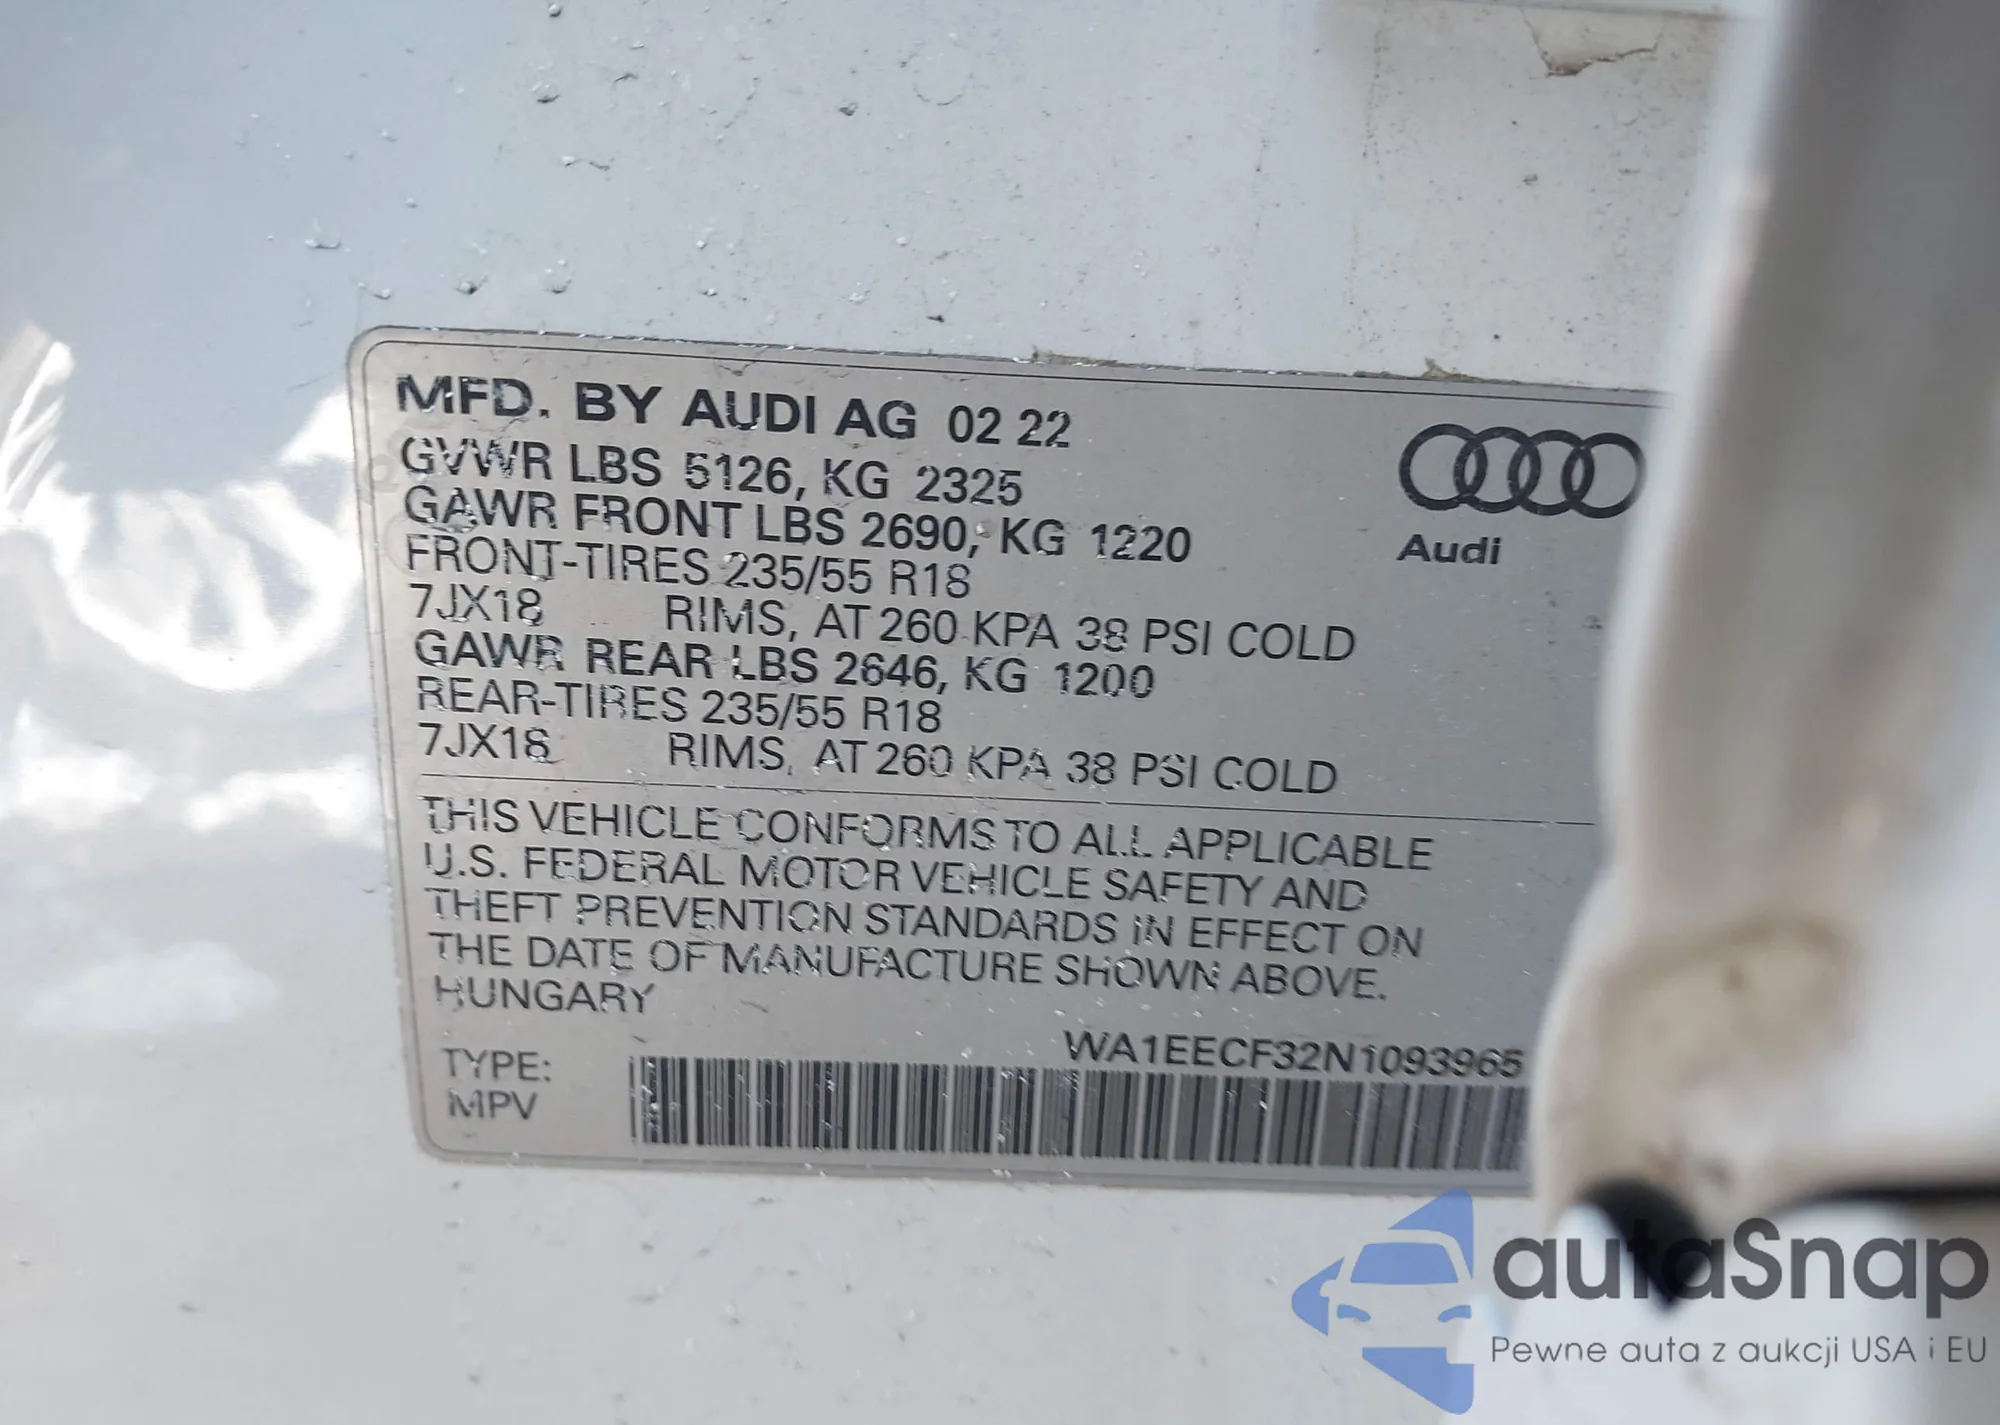 MFD. BY AUDI AG 02 22
GVWR LBS 5126, KG 2325
GAWR FRONT LBS 2690, KG 1220
FRONT-TIRES 235/55 R18
7JX18 RIMS, AT 260 KPA 38 PSI COLD
GAWR REAR LBS 2646, KG 1200
REAR-TIRES 235/55 R18
7JX18 RIMS, AT 260 KPA 38 PSI COLD
Audi
THIS VEHICLE CONFORMS TO ALL APPLICABLE
U.S. FEDERAL MOTOR VEHICLE SAFETY AND
THEFT PREVENTION STANDARDS IN EFFECT ON
THE DATE OF MANUFACTURE SHOWN ABOVE.
HUNGARY
WA1EECF32N1093965
TYPE:
MPV
autaSnap
Pewne auta z aukcji USA i EU